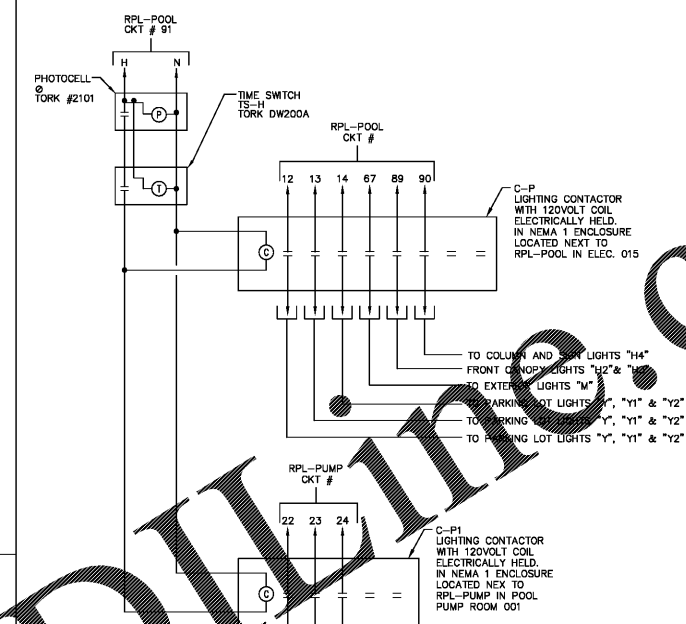 RPL-POOL
CKT # 91
H N
PHOTOCELL
Ø
TORK #2101
P
TIME SWITCH
TS-H
TORK DW200A
T
RPL-POOL
CKT #
12 13 14 67 89 90
C
C-P
LIGHTING CONTACTOR
WITH 120VOLT COIL
ELECTRICALLY HELD.
IN NEMA 1 ENCLOSURE
LOCATED NEXT TO
RPL-POOL IN ELEC. 015
TO COLUMN AND SIGN LIGHTS "H4"
FRONT CANOPY LIGHTS "H2"&
TO EXTERIOR LIGHTS "M"
TO PARKING LOT LIGHTS "Y", "Y1" & "Y2"
TO PARKING LOT LIGHTS "Y", "Y1" & "Y2"
TO PARKING LOT LIGHTS "Y", "Y1" & "Y2"
RPL-PUMP
CKT #
22 23 24
C
C-P1
LIGHTING CONTACTOR
WITH 120VOLT COIL
ELECTRICALLY HELD.
IN NEMA 1 ENCLOSURE
LOCATED NEX TO
RPL-PUMP IN POOL
PUMP ROOM 001
DILine.c